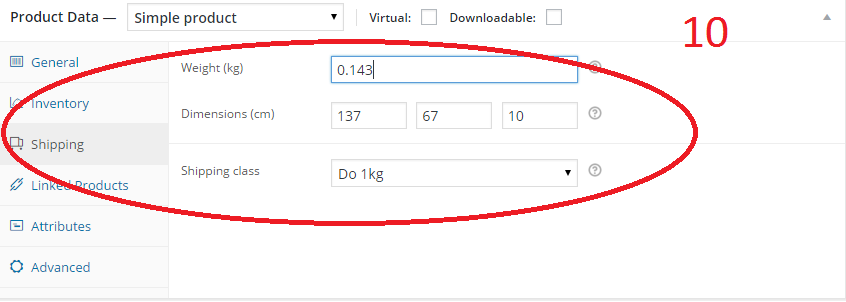 Product Data — Simple product Virtual: Downloadable:
10
General
Weight (kg) 0.143
Inventory
Dimensions (cm) 137 67 10
Shipping
Shipping class Do 1kg
Linked Products
Attributes
Advanced